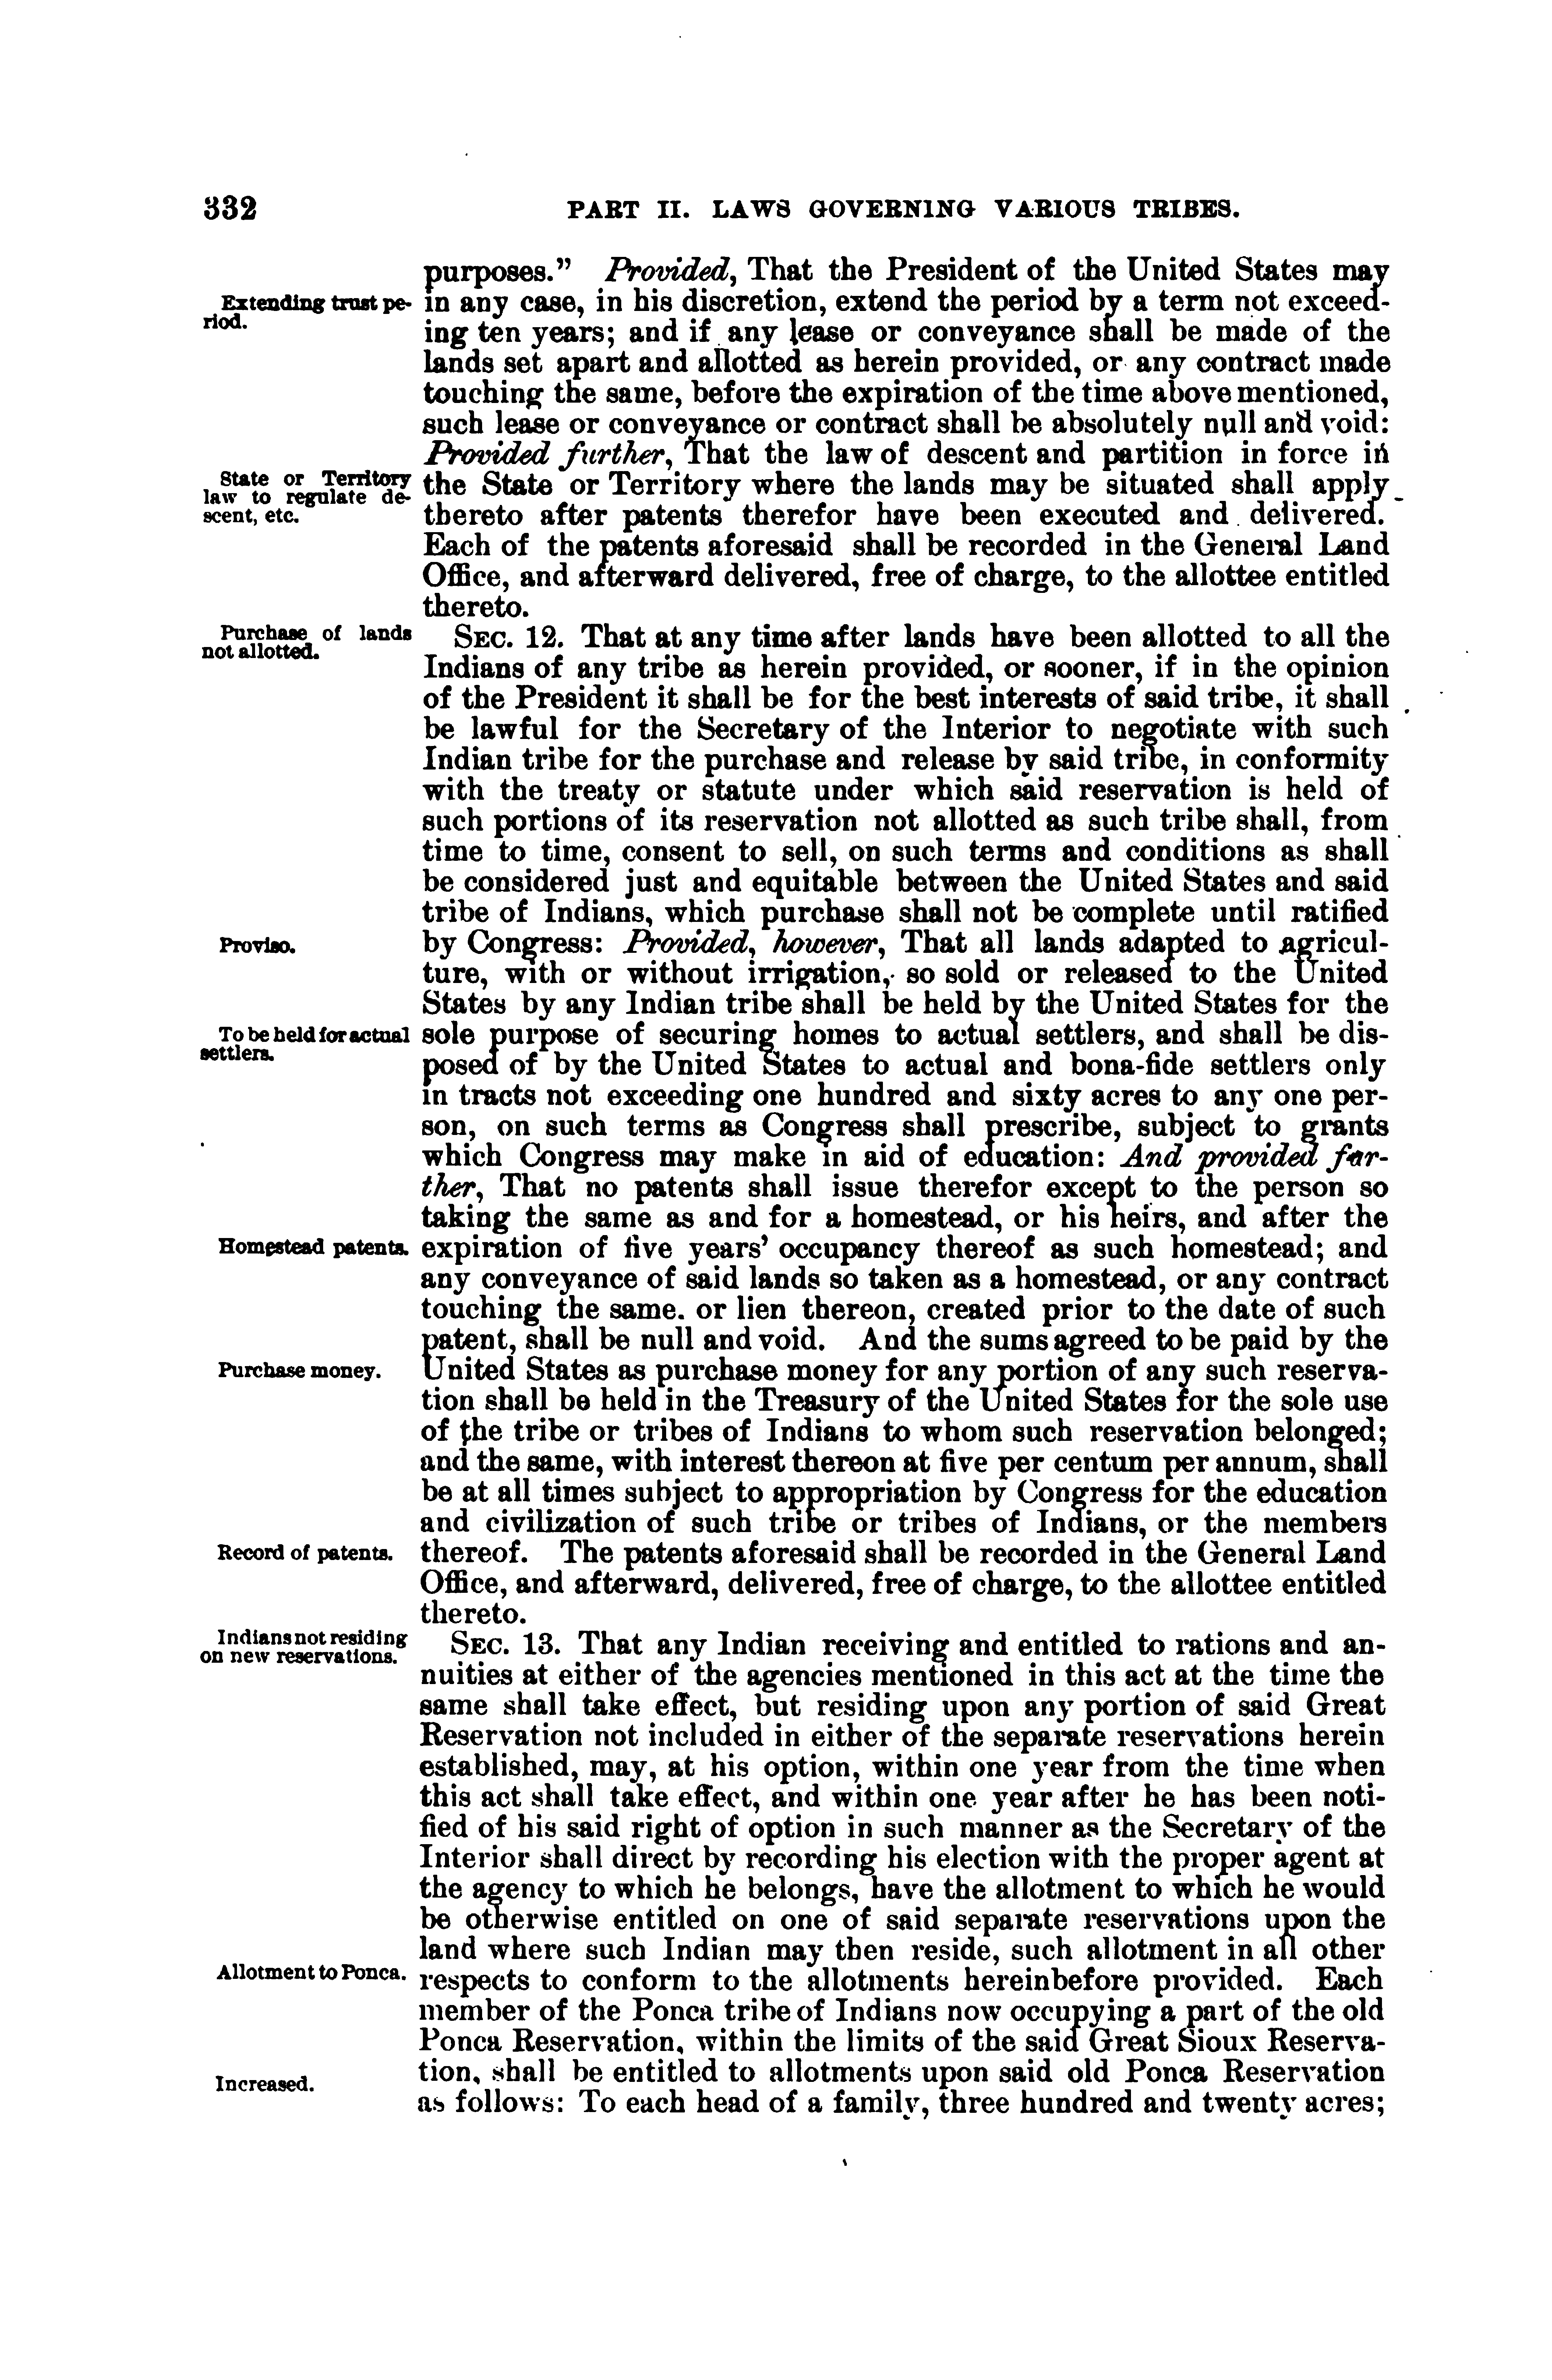 332
PART II. LAWS GOVERNING VARIOUS TRIBES.
purposes.” Provided, That the President of the United States may
Extending trust pe-
riod.
in any case, in his discretion, extend the period by a term not exceed-
ing ten years; and if any lease or conveyance shall be made of the
lands set apart and allotted as herein provided, or any contract made
touching the same, before the expiration of the time above mentioned,
such lease or conveyance or contract shall be absolutely null and void:
Provided further, That the law of descent and partition in force in
State or Territory
law to regulate de-
scent, etc.
the State or Territory where the lands may be situated shall apply
thereto after patents therefor have been executed and delivered.
Each of the patents aforesaid shall be recorded in the General Land
Office, and afterward delivered, free of charge, to the allottee entitled
thereto.
Purchase of lands
not allotted.
SEC. 12. That at any time after lands have been allotted to all the
Indians of any tribe as herein provided, or sooner, if in the opinion
of the President it shall be for the best interests of said tribe, it shall
be lawful for the Secretary of the Interior to negotiate with such
Indian tribe for the purchase and release by said tribe, in conformity
with the treaty or statute under which said reservation is held of
such portions of its reservation not allotted as such tribe shall, from
time to time, consent to sell, on such terms and conditions as shall
be considered just and equitable between the United States and said
tribe of Indians, which purchase shall not be complete until ratified
Proviso.
by Congress: Provided, however, That all lands adapted to agricul-
ture, with or without irrigation, so sold or released to the United
States by any Indian tribe shall be held by the United States for the
To be held for actual
settlers.
sole purpose of securing homes to actual settlers, and shall be dis-
posed of by the United States to actual and bona-fide settlers only
in tracts not exceeding one hundred and sixty acres to any one per-
son, on such terms as Congress shall prescribe, subject to grants
which Congress may make in aid of education: And provided fur-
ther, That no patents shall issue therefor except to the person so
taking the same as and for a homestead, or his heirs, and after the
Homestead patents.
expiration of five years’ occupancy thereof as such homestead; and
any conveyance of said lands so taken as a homestead, or any contract
touching the same. or lien thereon, created prior to the date of such
patent, shall be null and void. And the sums agreed to be paid by the
Purchase money.
United States as purchase money for any portion of any such reserva-
tion shall be held in the Treasury of the United States for the sole use
of the tribe or tribes of Indians to whom such reservation belonged;
and the same, with interest thereon at five per centum per annum, shall
be at all times subject to appropriation by Congress for the education
and civilization of such tribe or tribes of Indians, or the members
Record of patents.
thereof. The patents aforesaid shall be recorded in the General Land
Office, and afterward, delivered, free of charge, to the allottee entitled
thereto.
Indians not residing
on new reservations.
SEC. 13. That any Indian receiving and entitled to rations and an-
nuities at either of the agencies mentioned in this act at the time the
same shall take effect, but residing upon any portion of said Great
Reservation not included in either of the separate reservations herein
established, may, at his option, within one year from the time when
this act shall take effect, and within one year after he has been noti-
fied of his said right of option in such manner as the Secretary of the
Interior shall direct by recording his election with the proper agent at
the agency to which he belongs, have the allotment to which he would
be otherwise entitled on one of said separate reservations upon the
land where such Indian may then reside, such allotment in all other
Allotment to Ponca.
respects to conform to the allotments hereinbefore provided. Each
member of the Ponca tribe of Indians now occupying a part of the old
Ponca Reservation, within the limits of the said Great Sioux Reserva-
tion, shall be entitled to allotments upon said old Ponca Reservation
Increased.
as follows: To each head of a family, three hundred and twenty acres;